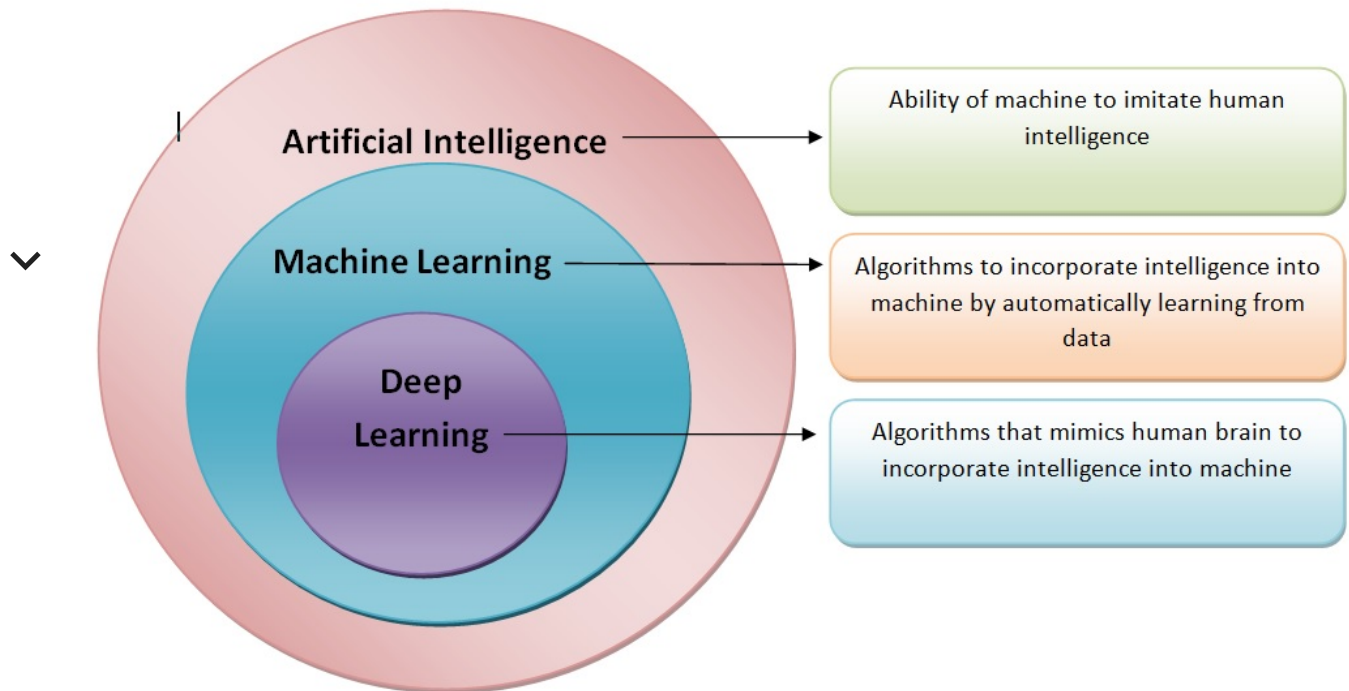 Artificial Intelligence
Ability of machine to imitate human
intelligence
Machine Learning
Algorithms to incorporate intelligence into
machine by automatically learning from
data
Deep
Learning
Algorithms that mimics human brain to
incorporate intelligence into machine